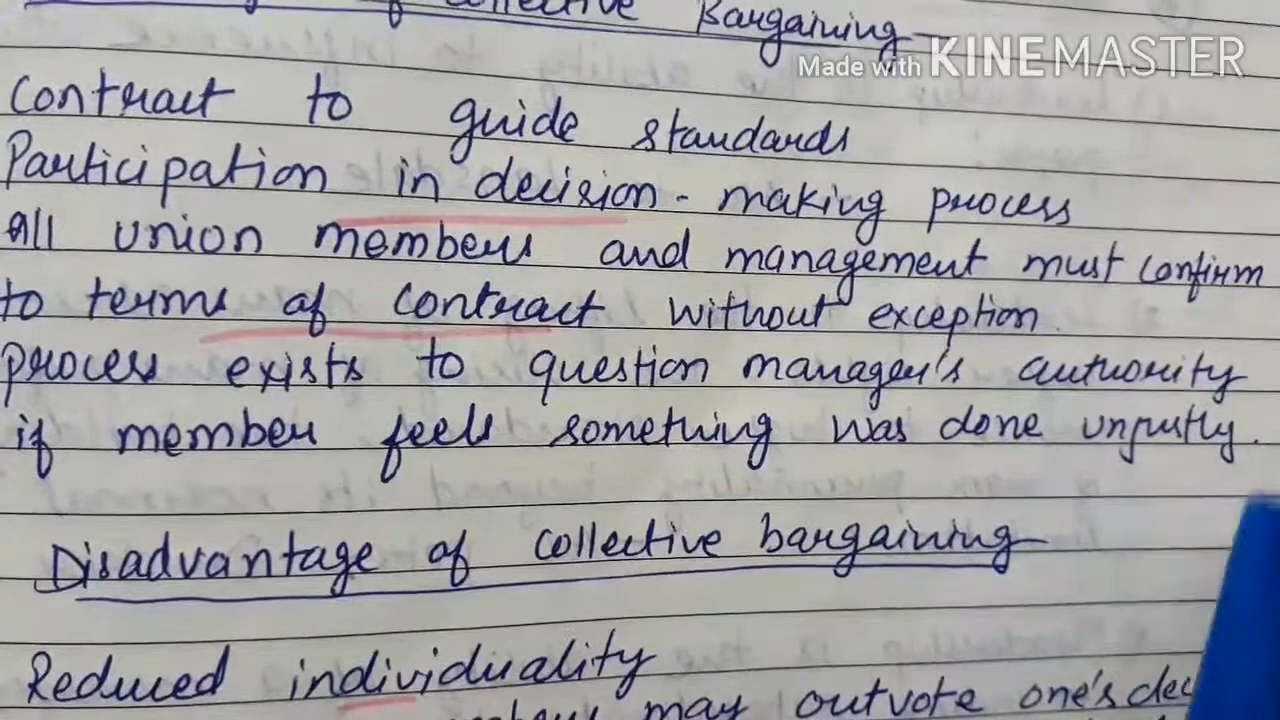 of collective Bargaining
Made with KINEMASTER
Contract to guide standards
Participation in decision - making process
All union members and management must confirm
to terms of contract without exception.
process exists to question manager's authority
if member feels something was done unjustly.
Disadvantage of collective bargaining
Reduced individuality
may outvote one's